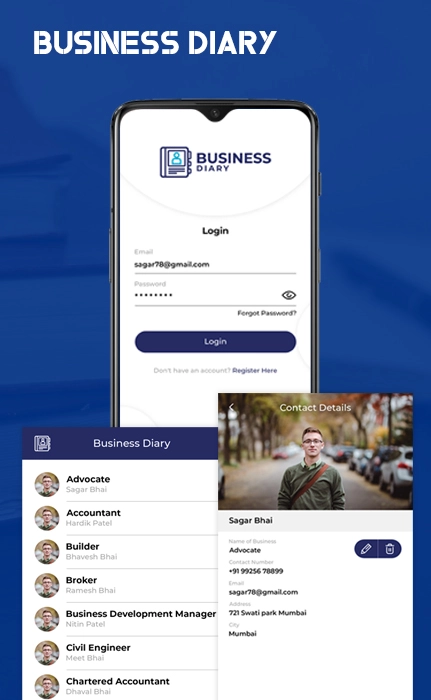 BUSINESS DIARY
BUSINESS
DIARY
Login
Email
sagar78@gmail.com
Password
********
Forgot Password?
Login
Don't have an account? Register Here
Business Diary
Advocate
Sagar Bhai
Accountant
Hardik Patel
Builder
Bhavesh Bhai
Broker
Ramesh Bhai
Business Development Manager
Nitin Patel
Civil Engineer
Meet Bhai
Chartered Accountant
Dhaval Bhai
Contact Details
Sagar Bhai
Name of Business
Advocate
Contact Number
+91 99256 78899
Email
sagar78@gmail.com
Address
721 Swati park Mumbai
City
Mumbai